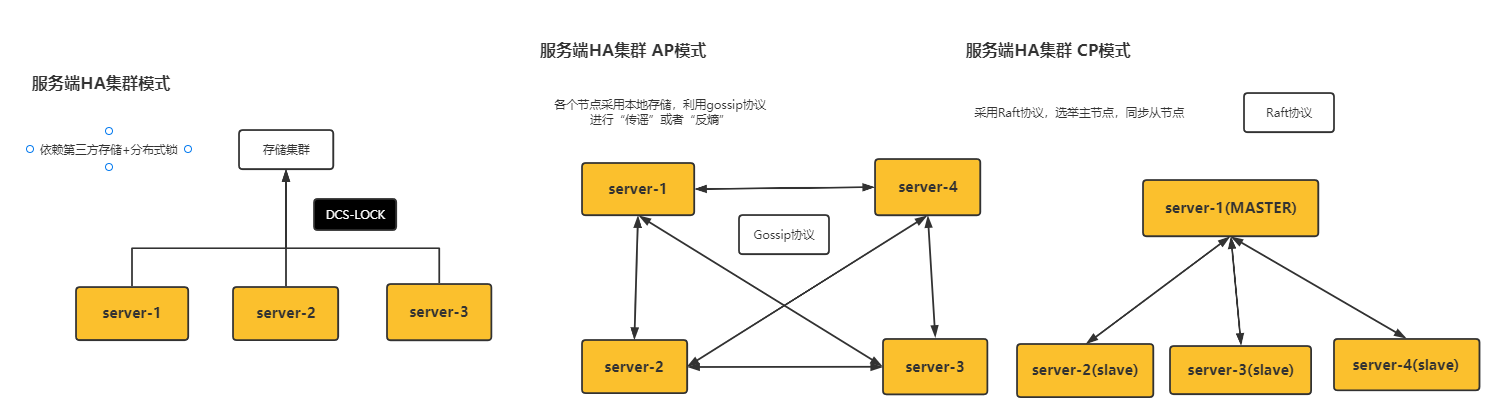 服务端HA集群模式
依赖第三方存储+分布式锁
存储集群
DCS-LOCK
server-1
server-2
server-3
服务端HA集群 AP模式
各个节点采用本地存储，利用gossip协议
进行“传谣”或者“反熵”
server-1
server-4
Gossip协议
server-2
server-3
服务端HA集群 CP模式
采用Raft协议，选举主节点，同步从节点
Raft协议
server-1(MASTER)
server-2(slave)
server-3(slave)
server-4(slave)